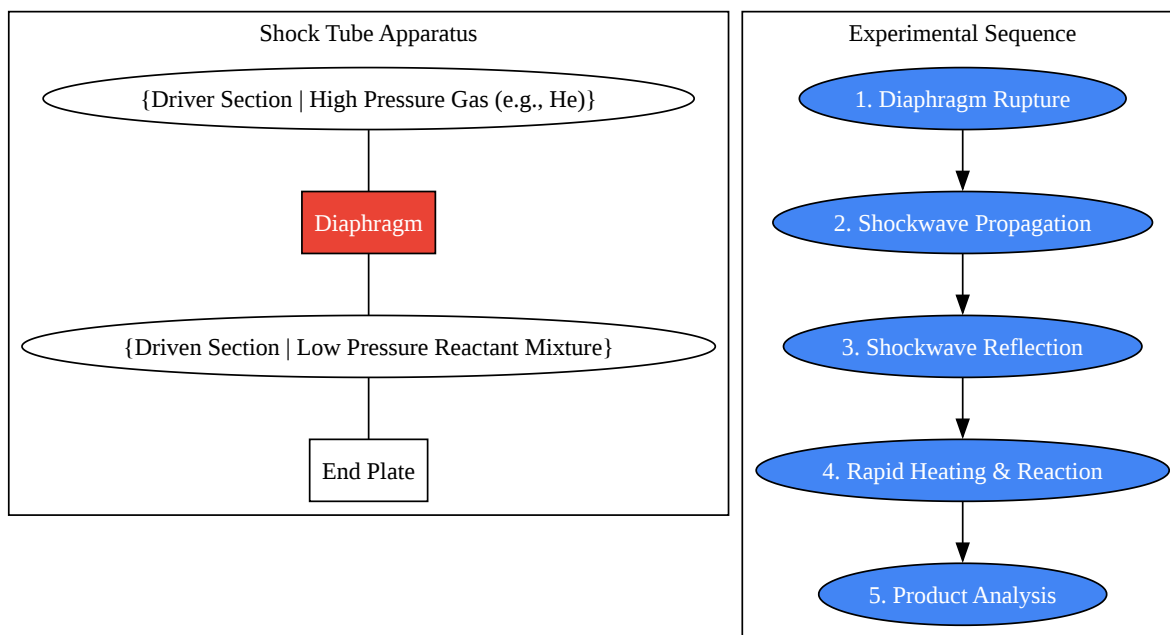 Shock Tube Apparatus
{Driver Section | High Pressure Gas (e.g., He)}
Diaphragm
{Driven Section | Low Pressure Reactant Mixture}
End Plate
Experimental Sequence
1. Diaphragm Rupture
2. Shockwave Propagation
3. Shockwave Reflection
4. Rapid Heating & Reaction
5. Product Analysis